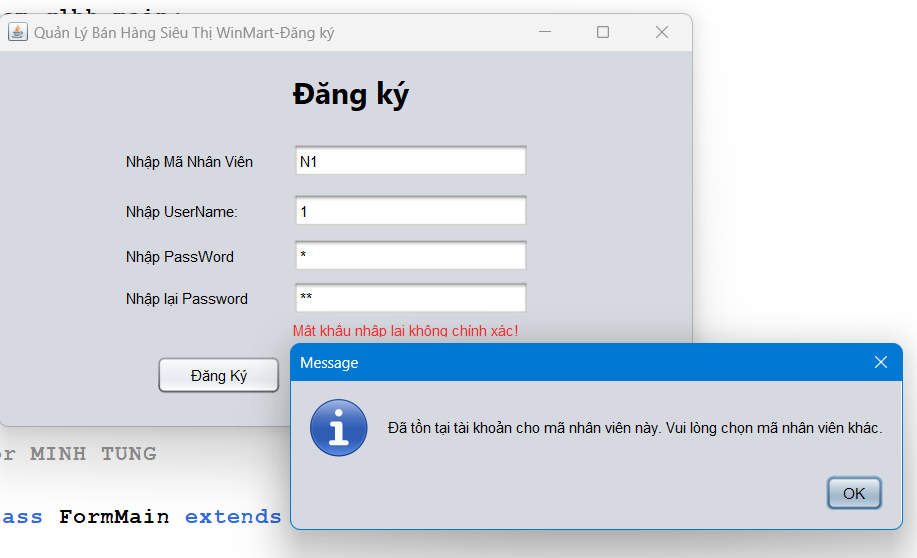 Quản Lý Bán Hàng Siêu Thị WinMart-Đăng ký
Đăng ký
Nhập Mã Nhân Viên N1
Nhập UserName: 1
Nhập PassWord *
Nhập lại Password **
Mật khẩu nhập lại không chính xác!
Đăng Ký
Message
Đã tồn tại tài khoản cho mã nhân viên này. Vui lòng chọn mã nhân viên khác.
OK
or MINH TUNG
ass FormMain extends